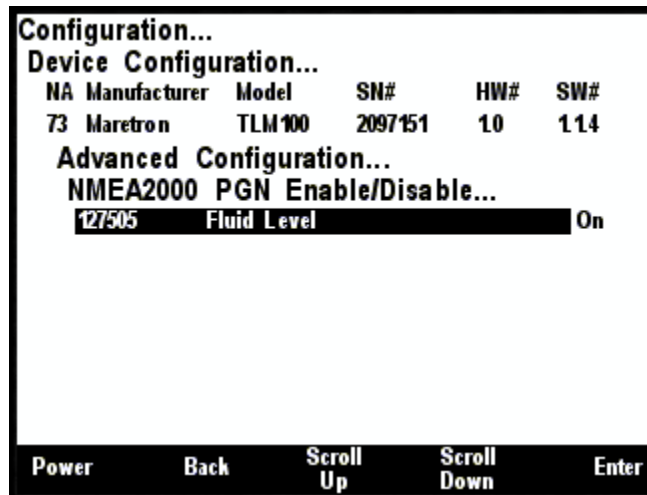 Configuration...
Device Configuration...
NA Manufacturer Model SN# HW# SW#
73 Maretron TLM100 2097151 1.0 1.1.4
Advanced Configuration...
NMEA2000 PGN Enable/Disable...
127505 Fluid Level On
Power Back Scroll Up Scroll Down Enter